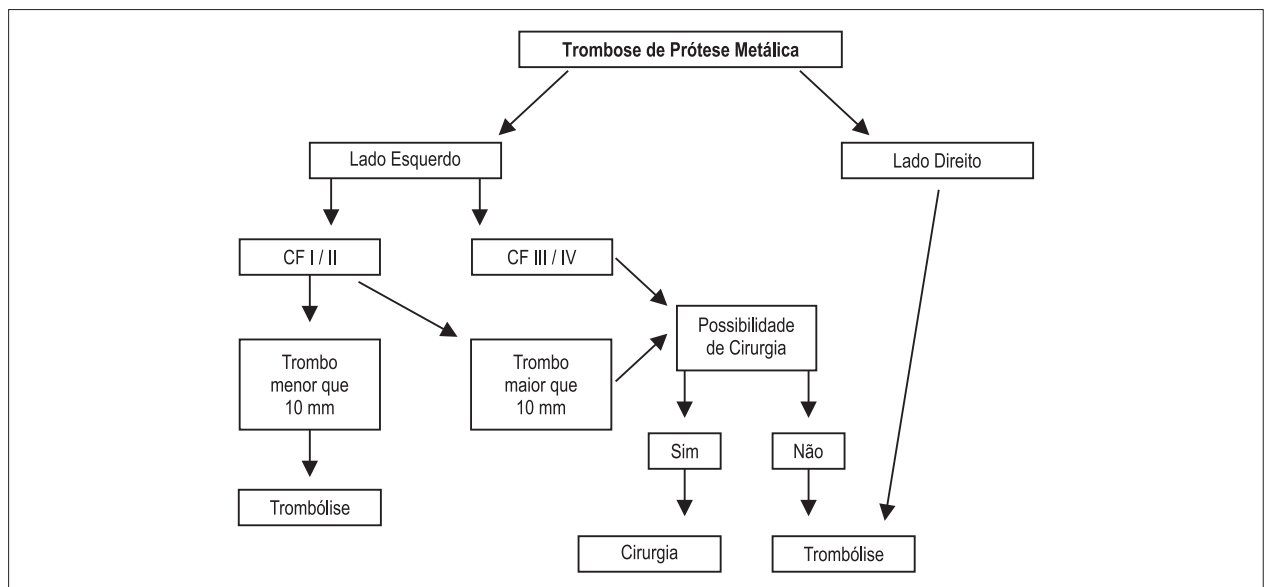 Trombose de Prótese Metálica
Lado Esquerdo
Lado Direito
CF I / II
CF III / IV
Possibilidade
de Cirurgia
Trombo
menor que
10 mm
Trombo
maior que
10 mm
Sim
Não
Trombólise
Cirurgia
Trombólise